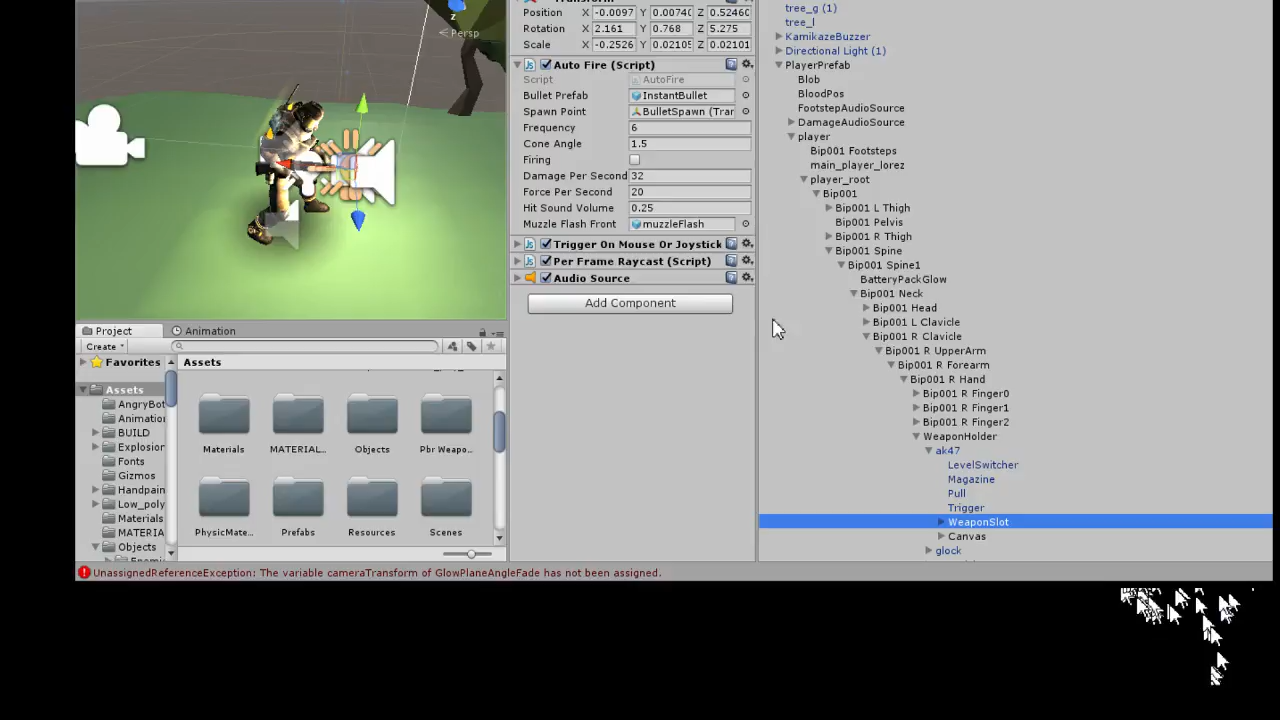 z
Persp
Position X -0.0097 Y 0.0074( Z 0.5246(
Rotation X 2.161 Y 0.768 Z 5.275
Scale X -0.2526 Y 0.0210! Z 0.02101
Auto Fire (Script)
Script AutoFire
Bullet Prefab InstantBullet
Spawn Point BulletSpawn (Trar
Frequency 6
Cone Angle 1.5
Firing
Damage Per Second 32
Force Per Second 20
Hit Sound Volume 0.25
Muzzle Flash Front muzzleFlash
Trigger On Mouse Or Joystick
Per Frame Raycast (Script)
Audio Source
Add Component
tree_g (1)
tree_l
KamikazeBuzzer
Directional Light (1)
PlayerPrefab
Blob
BloodPos
FootstepAudioSource
DamageAudioSource
player
Bip001 Footsteps
main_player_lorez
player_root
Bip001
Bip001 L Thigh
Bip001 Pelvis
Bip001 R Thigh
Bip001 Spine
Bip001 Spine1
BatteryPackGlow
Bip001 Neck
Bip001 Head
Bip001 L Clavicle
Bip001 R Clavicle
Bip001 R UpperArm
Bip001 R Forearm
Bip001 R Hand
Bip001 R Finger0
Bip001 R Finger1
Bip001 R Finger2
WeaponHolder
ak47
LevelSwitcher
Magazine
Pull
Trigger
WeaponSlot
Canvas
glock
Project Animation
Create
Favorites
Assets
AngryBot
Animation
BUILD
Explosion
Fonts
Gizmos
Handpain
Low_poly
Materials
MATERIA
Objects
Assets
Materials MATERIAL... Objects Pbr Weapo...
PhysicMate... Prefabs Resources Scenes
UnassignedReferenceException: The variable cameraTransform of GlowPlaneAngleFade has not been assigned.